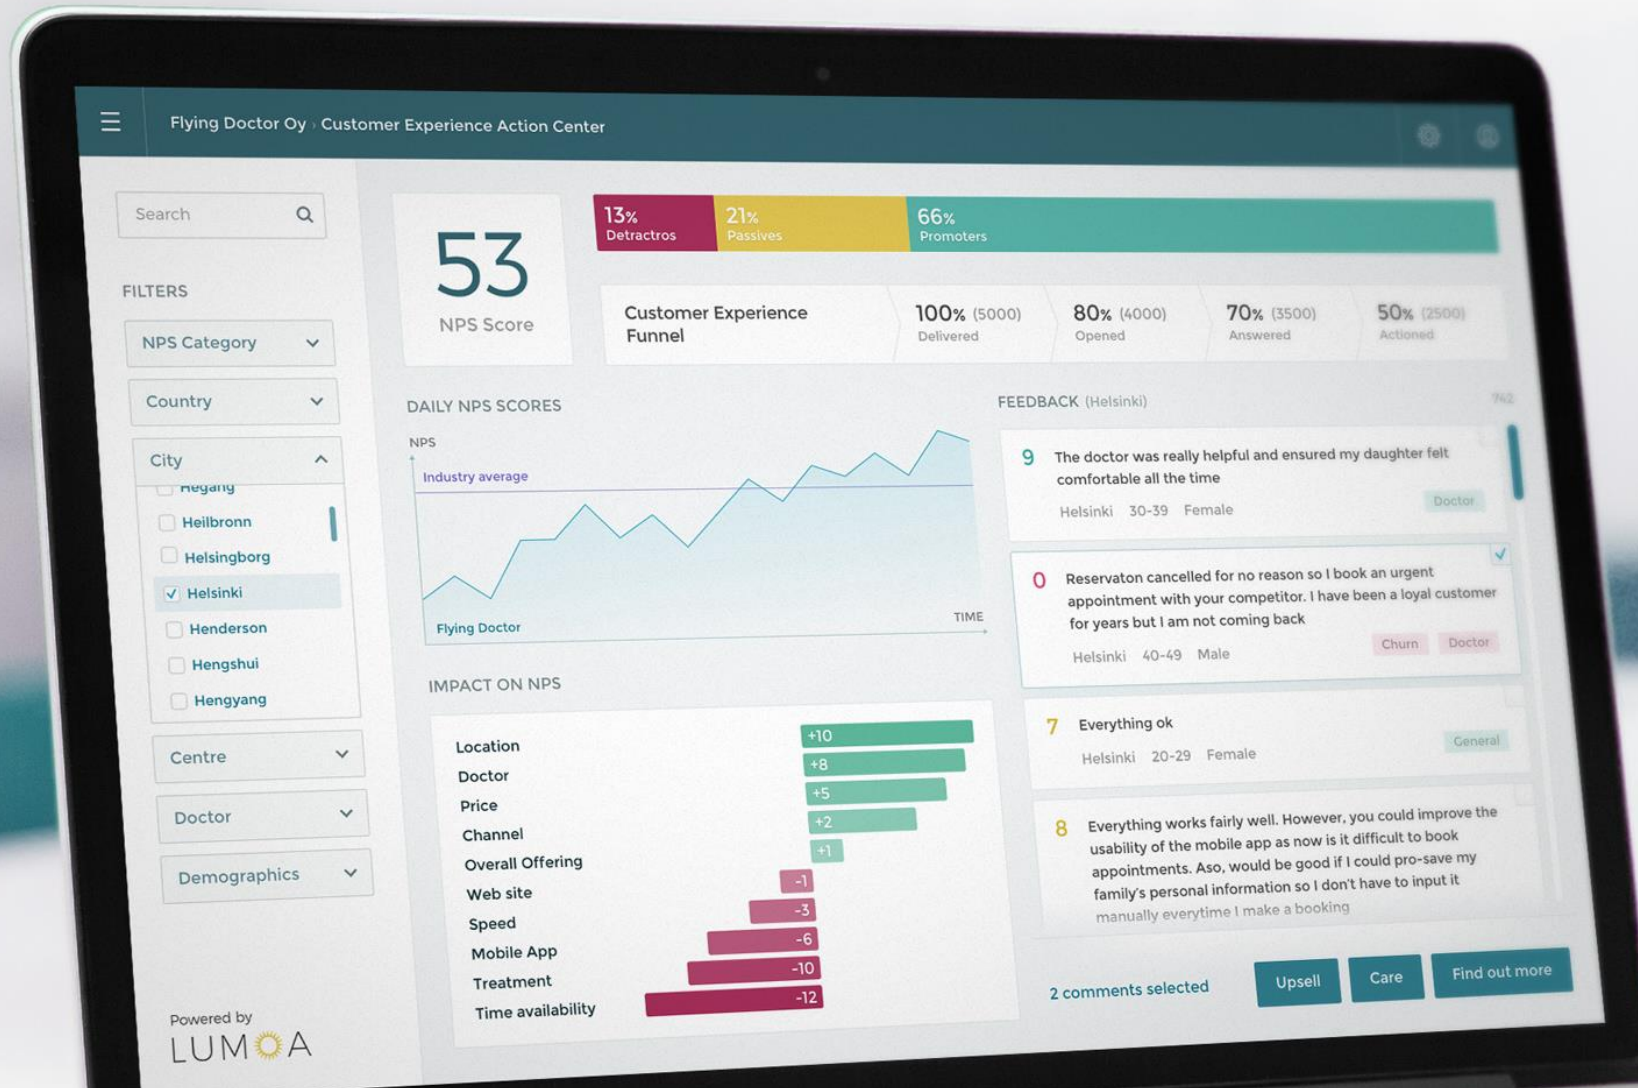 Flying Doctor Oy › Customer Experience Action Center
Search
FILTERS
NPS Category
Country
City
Hegang
Heilbronn
Helsingborg
Helsinki
Henderson
Hengshui
Hengyang
Centre
Doctor
Demographics
Powered by
LUMOA
53
NPS Score
13%
Detractros
21%
Passives
66%
Promoters
Customer Experience
Funnel
100% (5000)
Delivered
80% (4000)
Opened
70% (3500)
Answered
50% (2500)
Actioned
DAILY NPS SCORES
NPS
Industry average
Flying Doctor
TIME
IMPACT ON NPS
Location +10
Doctor +8
Price +5
Channel +2
Overall Offering +1
Web site -1
Speed -3
Mobile App -6
Treatment -10
Time availability -12
FEEDBACK (Helsinki) 742
9 The doctor was really helpful and ensured my daughter felt
comfortable all the time
Helsinki 30-39 Female Doctor
0 Reservaton cancelled for no reason so I book an urgent
appointment with your competitor. I have been a loyal customer
for years but I am not coming back
Helsinki 40-49 Male Churn Doctor
7 Everything ok
Helsinki 20-29 Female General
8 Everything works fairly well. However, you could improve the
usability of the mobile app as now is it difficult to book
appointments. Aso, would be good if I could pro-save my
family's personal information so I don't have to input it
manually everytime I make a booking
2 comments selected
Upsell
Care
Find out more